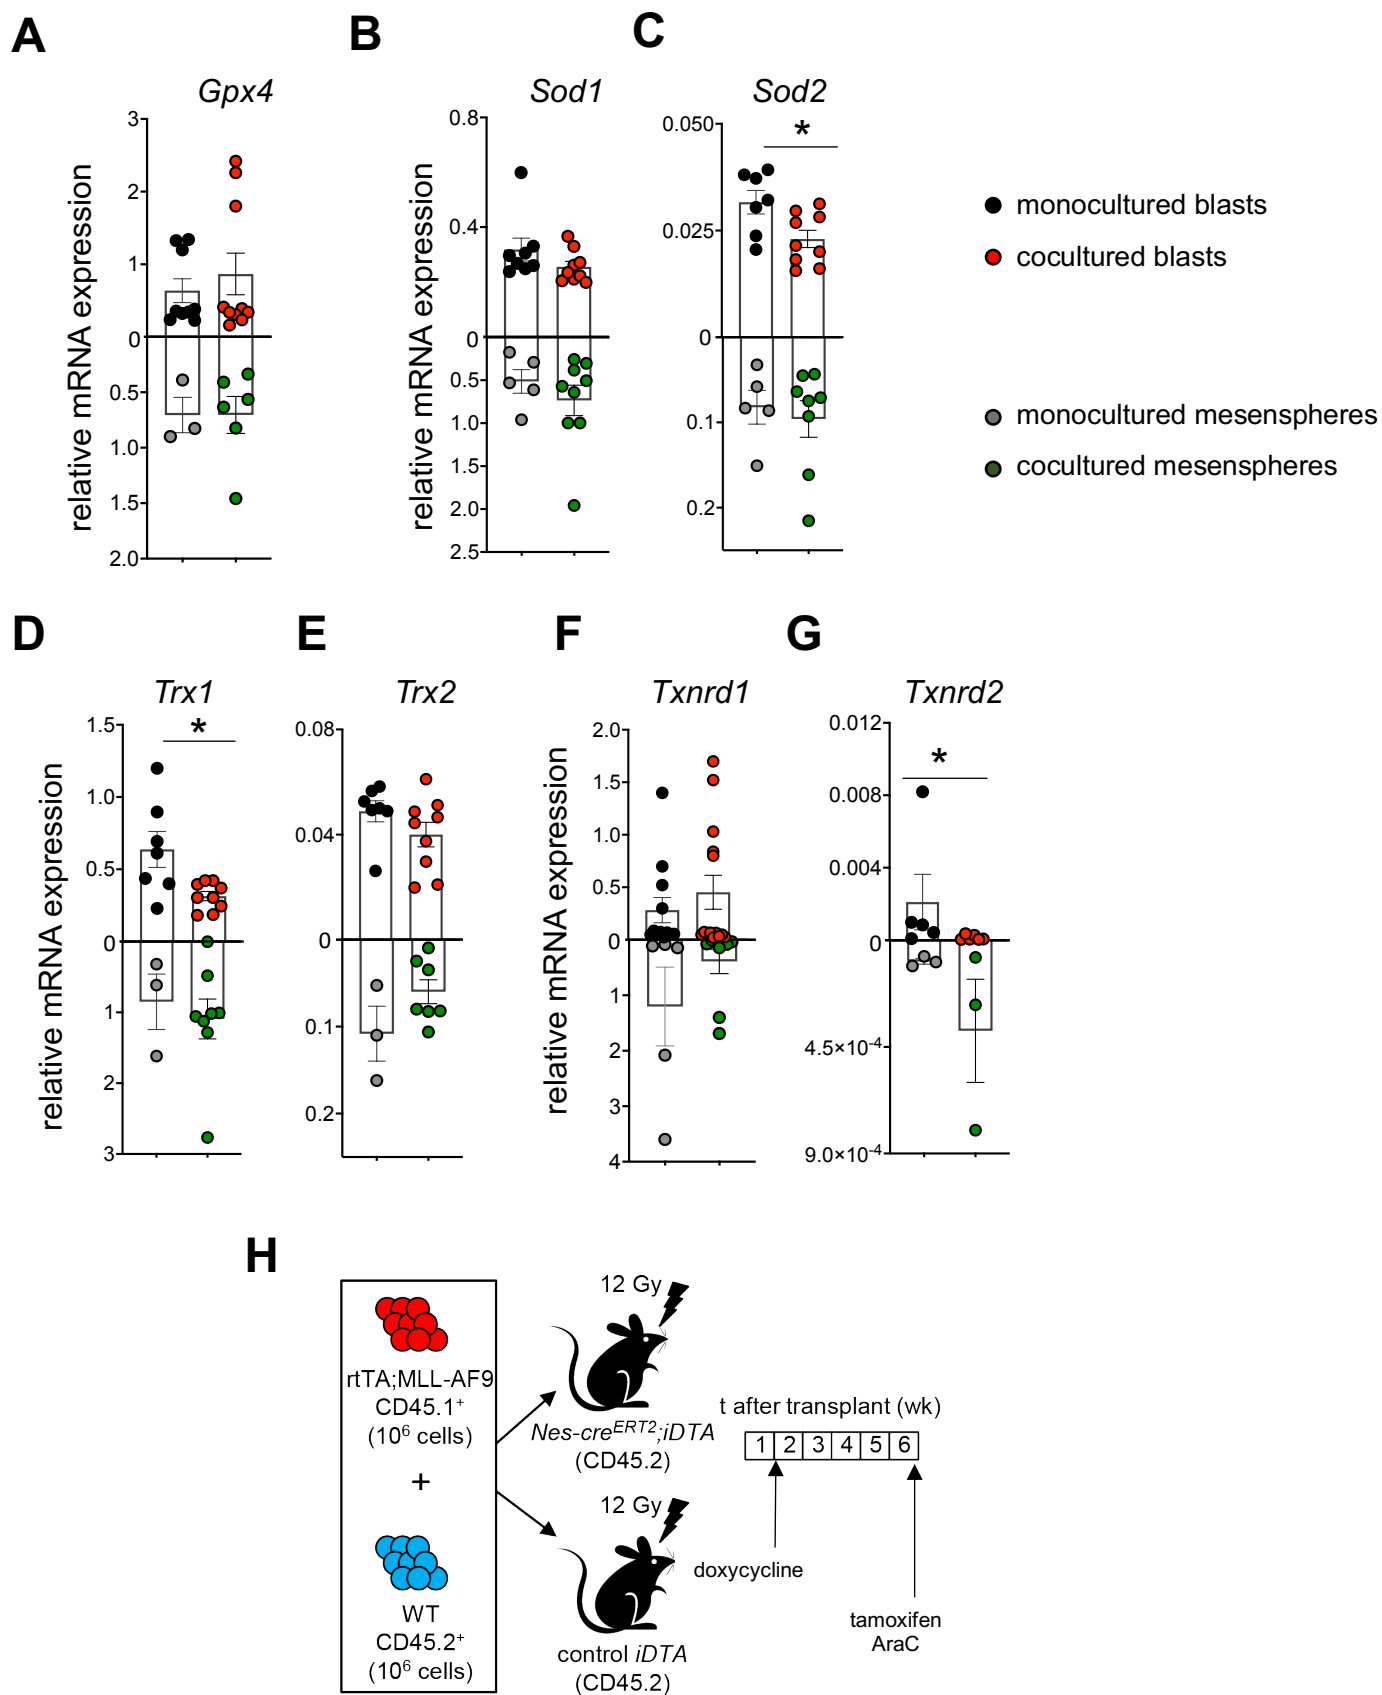 A
B
C
Gpx4
Sod1
Sod2
relative mRNA expression
3
2
1
0
0.5
1.0
1.5
2.0
relative mRNA expression
0.8
0.4
0
0
0.5
1.0
1.5
2.0
2.5
0.050
0.025
0
0.1
0.2
*
monocultured blasts
cocultured blasts
monocultured mesenspheres
cocultured mesenspheres
D
E
F
G
Trx1
Trx2
Txnrd1
Txnrd2
relative mRNA expression
1.5
1.0
0.5
0
1
2
3
*
0.08
0.04
0
0.1
0.2
relative mRNA expression
2.0
1.5
1.0
0.5
0
1
2
3
4
0.012
0.008
0.004
0
4.5×10⁻⁴
9.0×10⁻⁴
*
H
rtTA;MLL-AF9
CD45.1⁺
(10⁶ cells)
+
WT
CD45.2⁺
(10⁶ cells)
12 Gy
Nes-creᴱᴿᵀ²;iDTA
(CD45.2)
12 Gy
control iDTA
(CD45.2)
t after transplant (wk)
1 2 3 4 5 6
doxycycline
tamoxifen
AraC